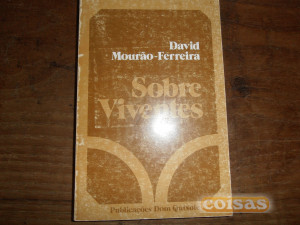 David
Mourão-Ferreira
Sobre
Viventes
Publicações Dom Quixote
coisas